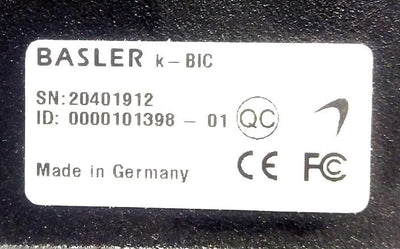 BASLER k-BIC
SN:20401912
ID: 0000101398 - 01 QC
Made in Germany CE FC